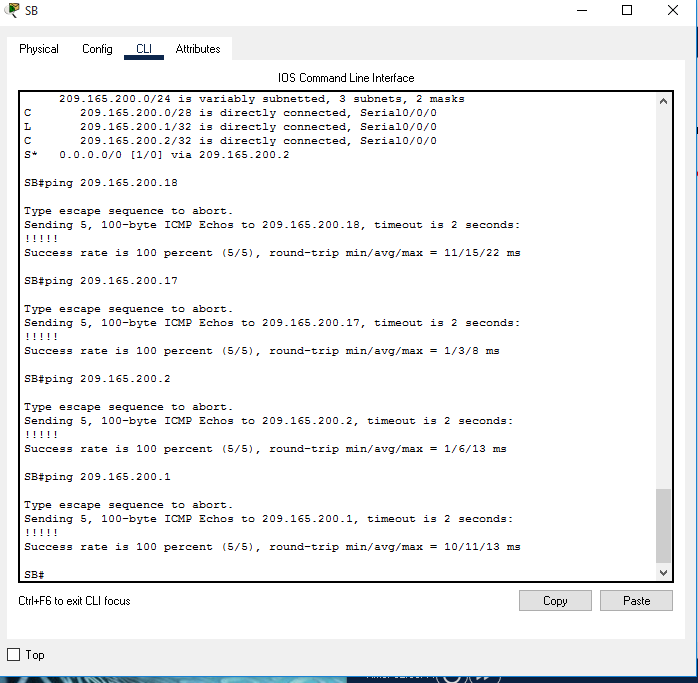 SB
Physical Config CLI Attributes
IOS Command Line Interface
209.165.200.0/24 is variably subnetted, 3 subnets, 2 masks
C 209.165.200.0/28 is directly connected, Serial0/0/0
L 209.165.200.1/32 is directly connected, Serial0/0/0
C 209.165.200.2/32 is directly connected, Serial0/0/0
S* 0.0.0.0/0 [1/0] via 209.165.200.2
SB#ping 209.165.200.18
Type escape sequence to abort.
Sending 5, 100-byte ICMP Echos to 209.165.200.18, timeout is 2 seconds:
!!!!!
Success rate is 100 percent (5/5), round-trip min/avg/max = 11/15/22 ms
SB#ping 209.165.200.17
Type escape sequence to abort.
Sending 5, 100-byte ICMP Echos to 209.165.200.17, timeout is 2 seconds:
!!!!!
Success rate is 100 percent (5/5), round-trip min/avg/max = 1/3/8 ms
SB#ping 209.165.200.2
Type escape sequence to abort.
Sending 5, 100-byte ICMP Echos to 209.165.200.2, timeout is 2 seconds:
!!!!!
Success rate is 100 percent (5/5), round-trip min/avg/max = 1/6/13 ms
SB#ping 209.165.200.1
Type escape sequence to abort.
Sending 5, 100-byte ICMP Echos to 209.165.200.1, timeout is 2 seconds:
!!!!!
Success rate is 100 percent (5/5), round-trip min/avg/max = 10/11/13 ms
SB#
Ctrl+F6 to exit CLI focus Copy Paste
Top